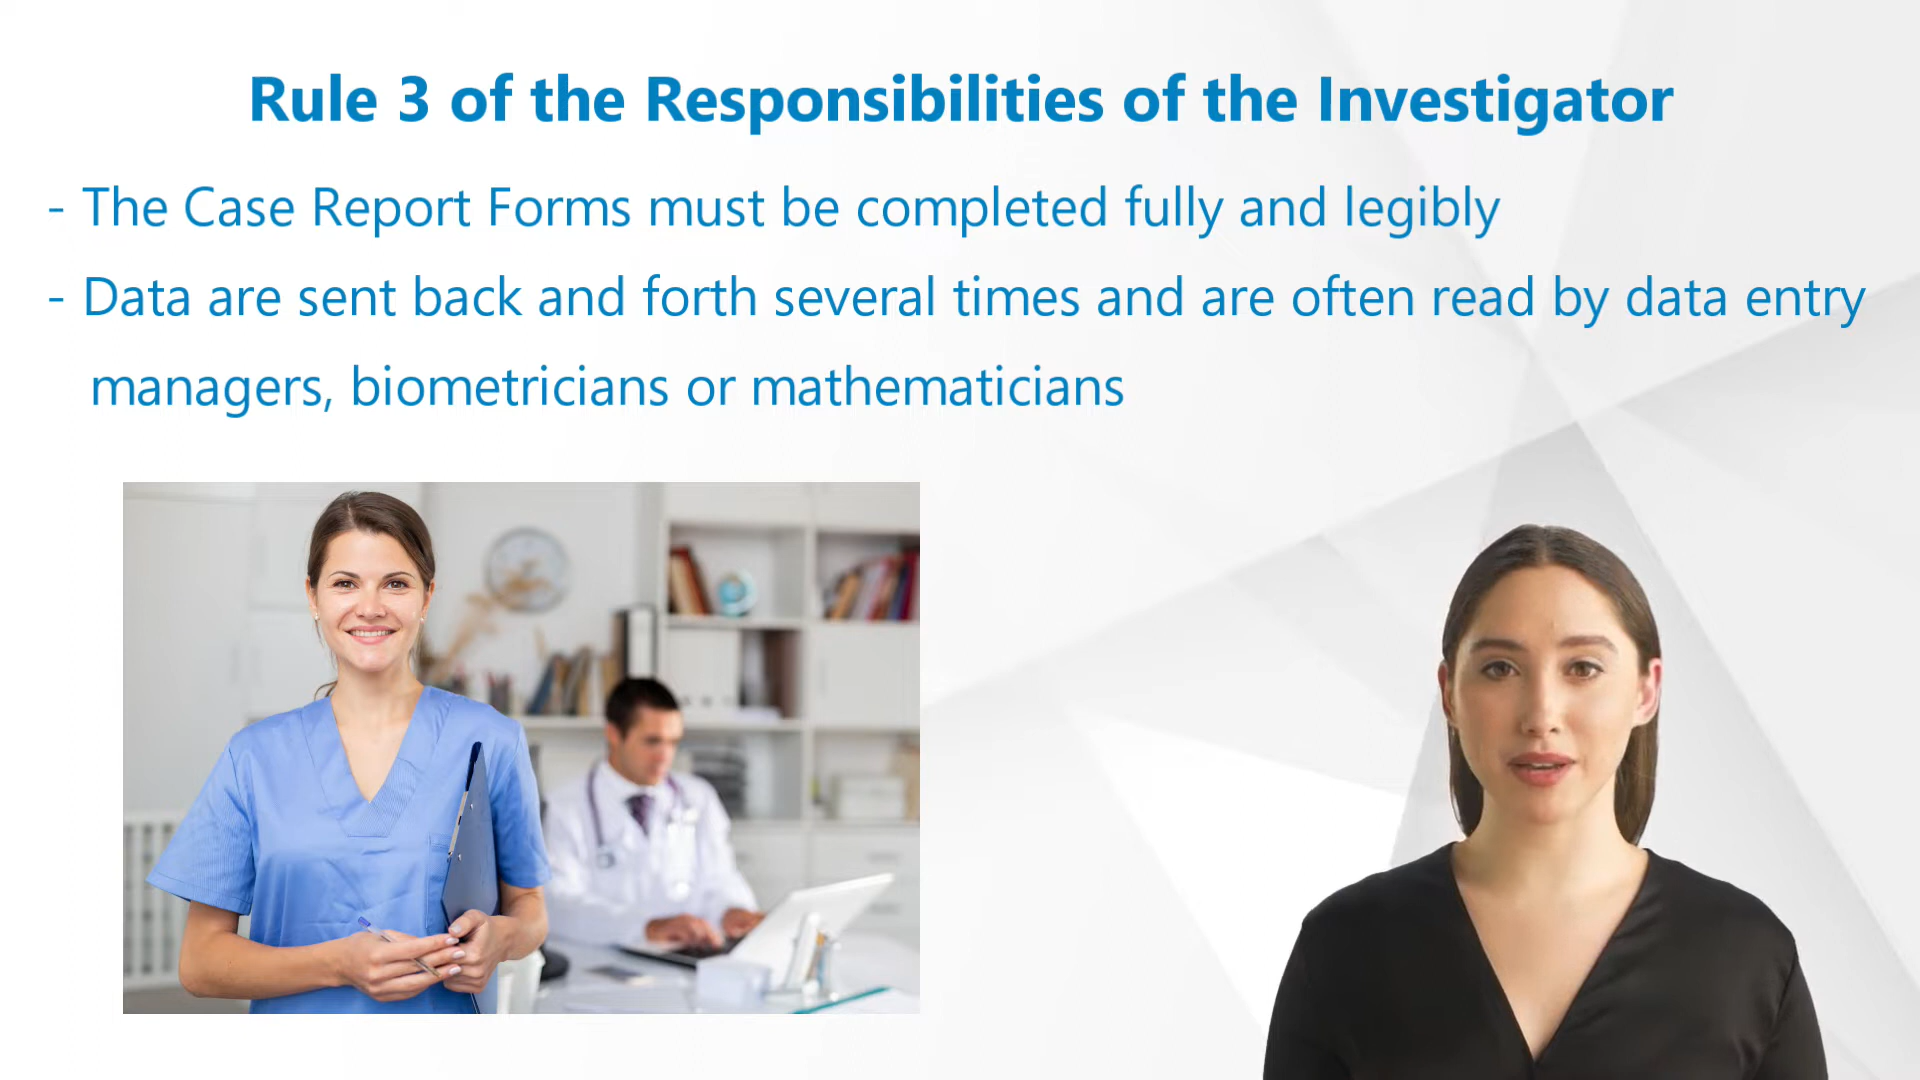 Rule 3 of the Responsibilities of the Investigator
- The Case Report Forms must be completed fully and legibly
- Data are sent back and forth several times and are often read by data entry
managers, biometricians or mathematicians